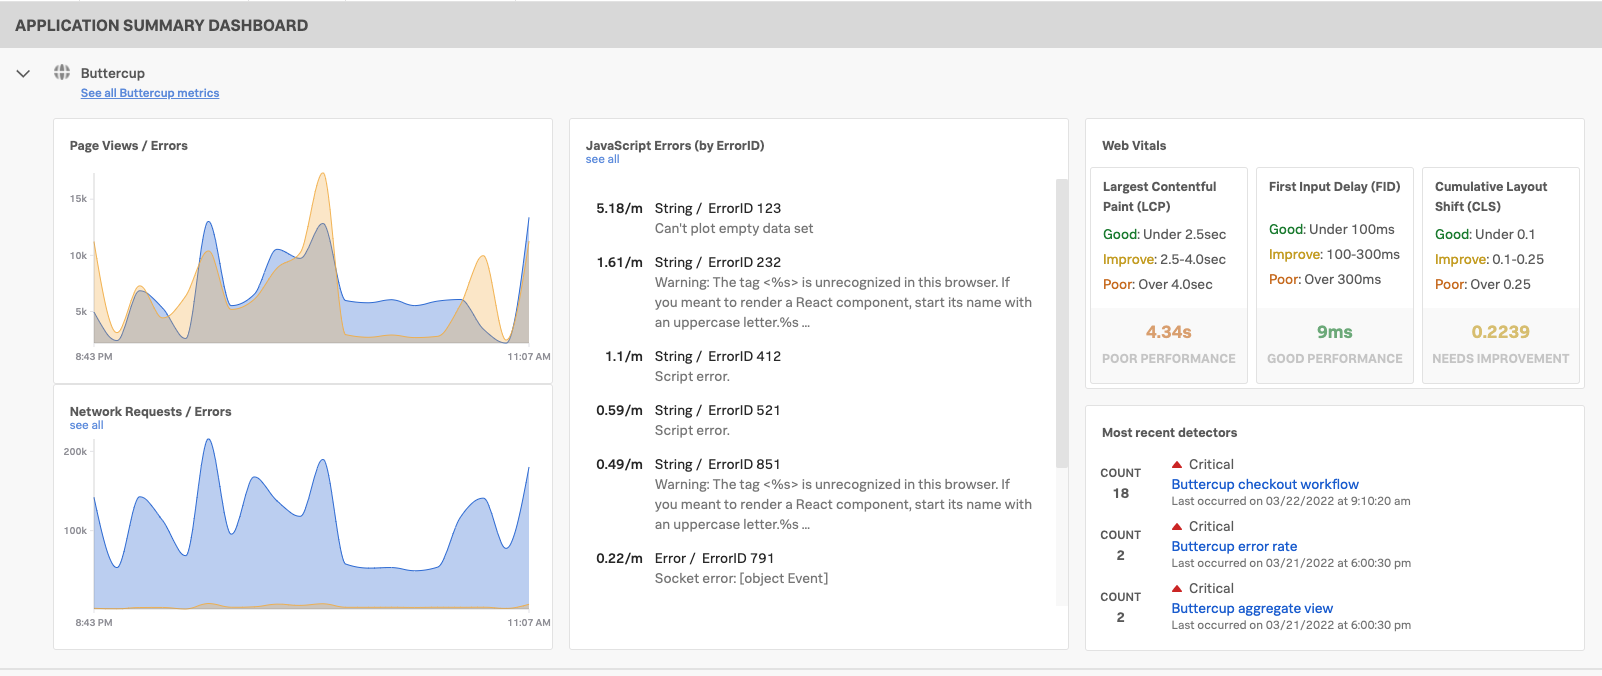 APPLICATION SUMMARY DASHBOARD
Buttercup
See all Buttercup metrics
Page Views / Errors
15k
10k
5k
8:43 PM
11:07 AM
Network Requests / Errors
see all
200k
100k
8:43 PM
11:07 AM
JavaScript Errors (by ErrorID)
see all
5.18/m String / ErrorID 123
Can't plot empty data set
1.61/m String / ErrorID 232
Warning: The tag <%s> is unrecognized in this browser. If
you meant to render a React component, start its name with
an uppercase letter.%s ...
1.1/m String / ErrorID 412
Script error.
0.59/m String / ErrorID 521
Script error.
0.49/m String / ErrorID 851
Warning: The tag <%s> is unrecognized in this browser. If
you meant to render a React component, start its name with
an uppercase letter.%s ...
0.22/m Error / ErrorID 791
Socket error: [object Event]
Web Vitals
Largest Contentful
Paint (LCP)
Good: Under 2.5sec
Improve: 2.5-4.0sec
Poor: Over 4.0sec
4.34s
POOR PERFORMANCE
First Input Delay (FID)
Good: Under 100ms
Improve: 100-300ms
Poor: Over 300ms
9ms
GOOD PERFORMANCE
Cumulative Layout
Shift (CLS)
Good: Under 0.1
Improve: 0.1-0.25
Poor: Over 0.25
0.2239
NEEDS IMPROVEMENT
Most recent detectors
COUNT
18
Critical
Buttercup checkout workflow
Last occurred on 03/22/2022 at 9:10:20 am
COUNT
2
Critical
Buttercup error rate
Last occurred on 03/21/2022 at 6:00:30 pm
COUNT
2
Critical
Buttercup aggregate view
Last occurred on 03/21/2022 at 6:00:30 pm